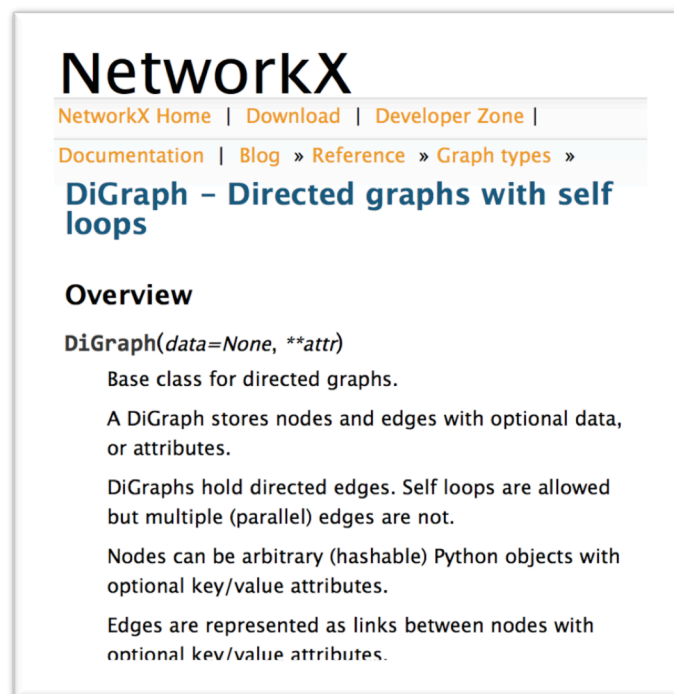 NetworkX
NetworkX Home | Download | Developer Zone |
Documentation | Blog » Reference » Graph types »
DiGraph – Directed graphs with self
loops
Overview
DiGraph(data=None, **attr)
Base class for directed graphs.
A DiGraph stores nodes and edges with optional data,
or attributes.
DiGraphs hold directed edges. Self loops are allowed
but multiple (parallel) edges are not.
Nodes can be arbitrary (hashable) Python objects with
optional key/value attributes.
Edges are represented as links between nodes with
optional key/value attributes.